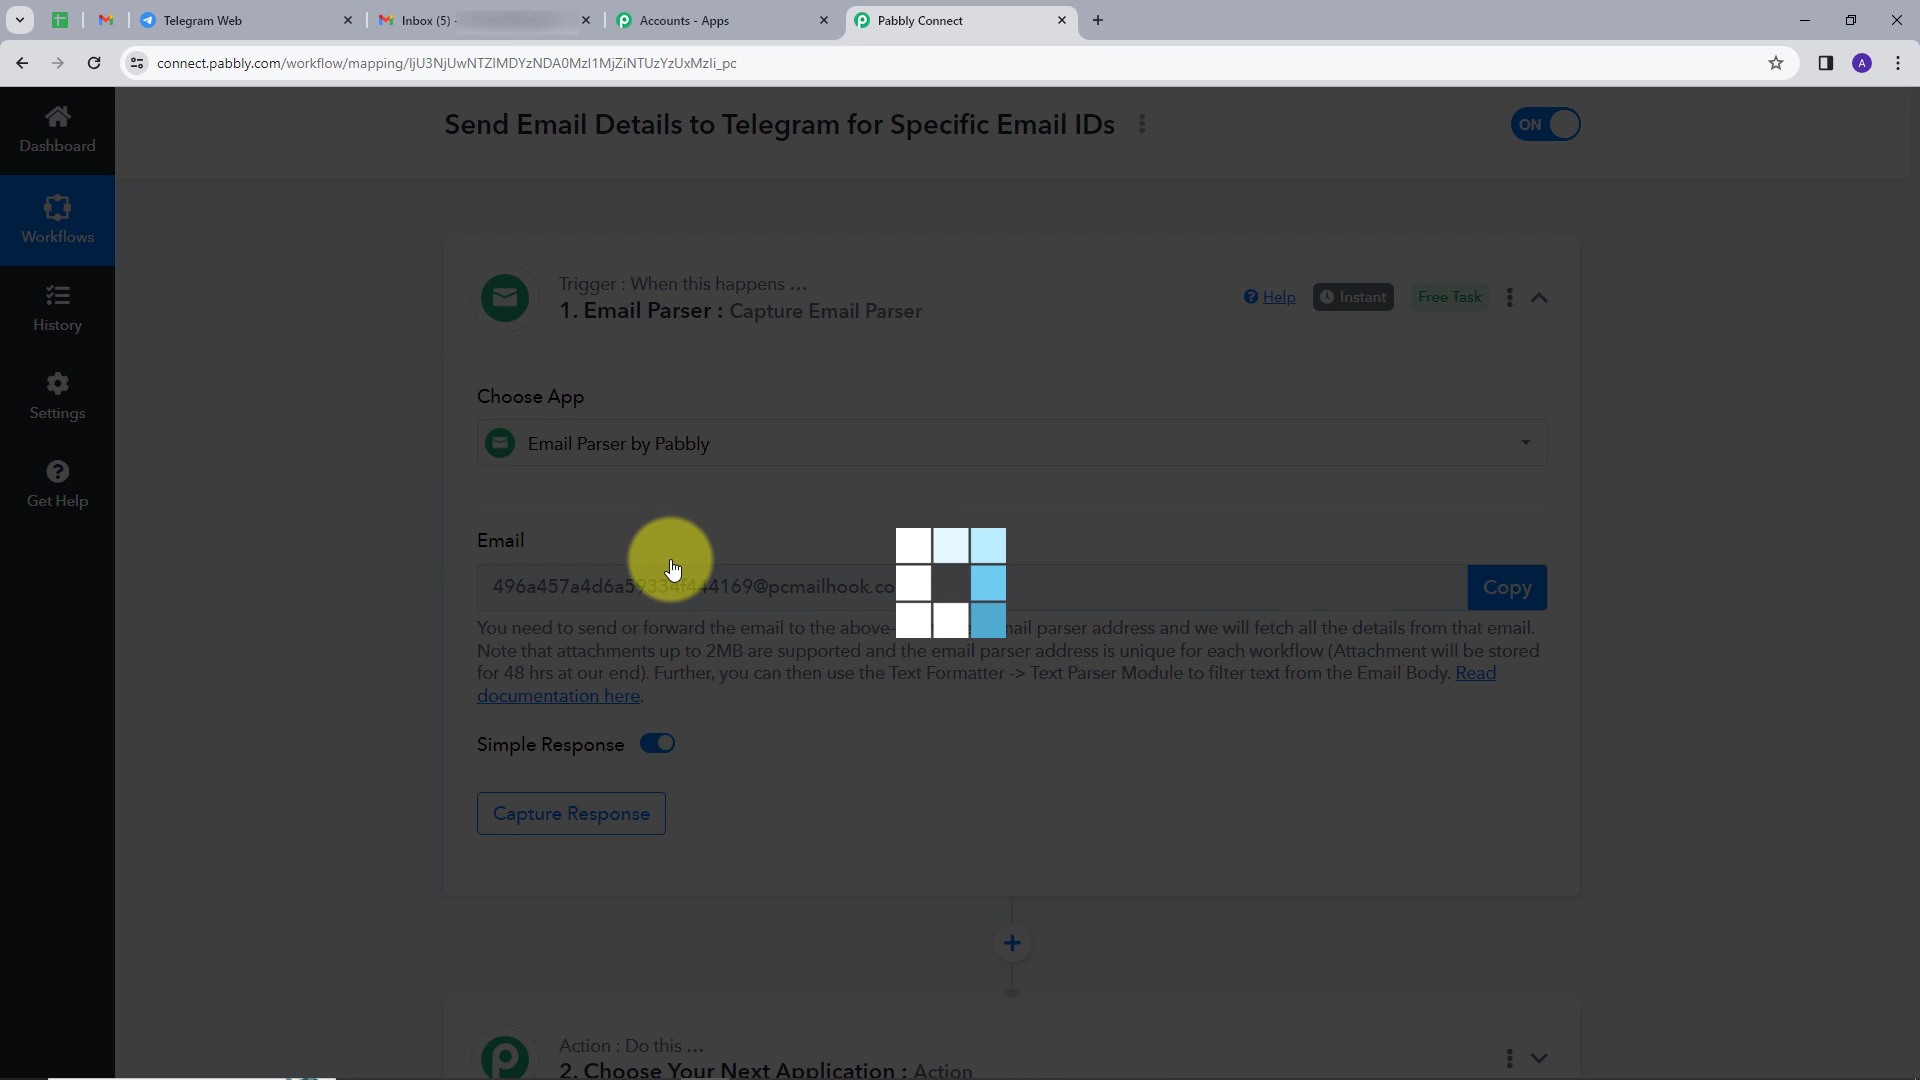 Telegram Web
Inbox (5) -
Accounts - Apps
Pabbly Connect
connect.pabbly.com/workflow/mapping/IjU3NjUwNTZlMDYzNDA0MzI1MjZiNTUzYzUxMzIi_pc
A
Send Email Details to Telegram for Specific Email IDs
ON
Dashboard
Workflows
History
Settings
Get Help
Trigger : When this happens ...
1. Email Parser : Capture Email Parser
Help
Instant
Free Task
Choose App
Email Parser by Pabbly
Email
496a457a4d6a59334f444169@pcmailhook.co
Copy
You need to send or forward the email to the above- mail parser address and we will fetch all the details from that email.
Note that attachments up to 2MB are supported and the email parser address is unique for each workflow (Attachment will be stored
for 48 hrs at our end). Further, you can then use the Text Formatter -> Text Parser Module to filter text from the Email Body. Read
documentation here.
Simple Response
Capture Response
Action : Do this ...
2. Choose Your Next Application : Action